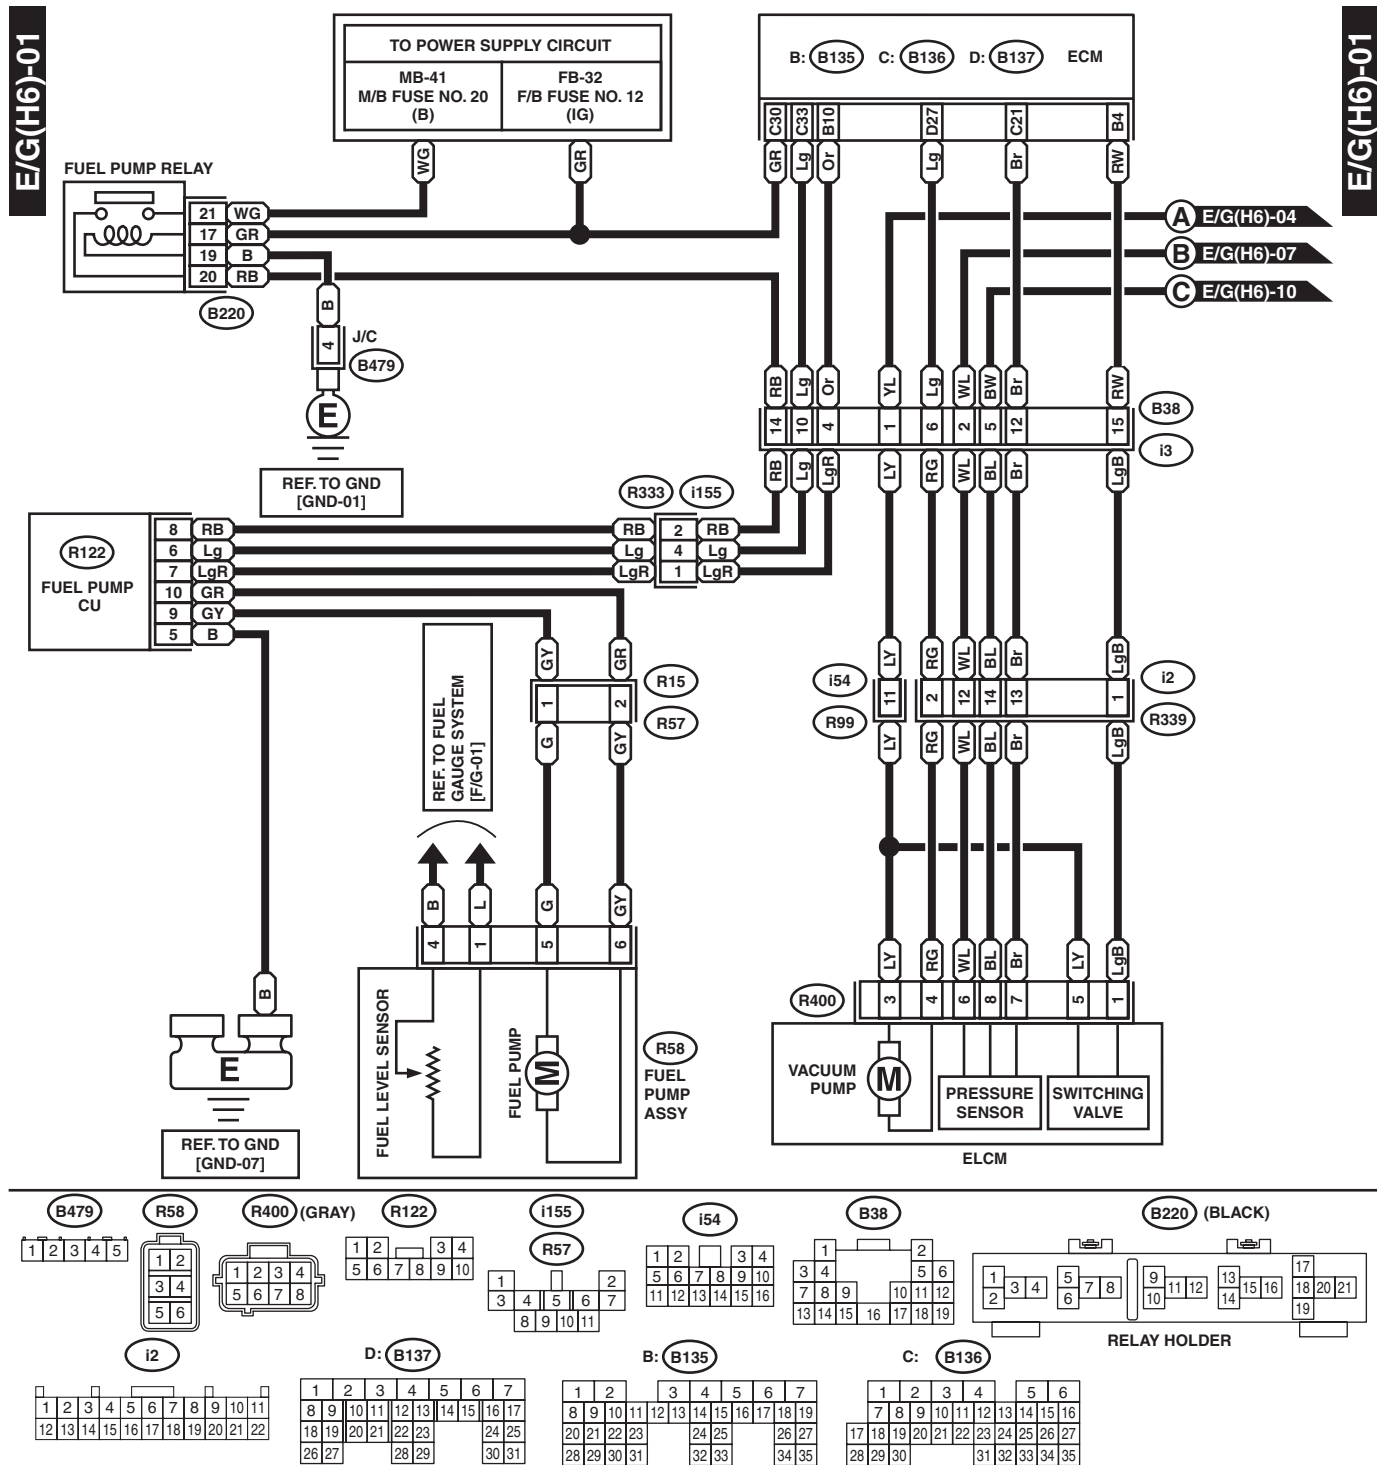 E/G(H6)-01
E/G(H6)-01
TO POWER SUPPLY CIRCUIT
MB-41
M/B FUSE NO. 20
(B)
FB-32
F/B FUSE NO. 12
(IG)
B: B135 C: B136 D: B137 ECM
C30 C33 B10 D27 C21 B4
WG GR GR Lg Or Lg Br RW
FUEL PUMP RELAY
21 WG
17 GR
19 B
20 RB
B220
A E/G(H6)-04
B E/G(H6)-07
C E/G(H6)-10
B
4 J/C
B479
E
REF. TO GND
[GND-01]
RB Lg Or YL Lg WL BW Br RW
14 10 4 1 6 2 5 12 15
B38
i3
RB Lg LgR LY RG WL BL Br LgB
R333 i155
R122
FUEL PUMP
CU
8 RB RB 2 RB
6 Lg Lg 4 Lg
7 LgR LgR 1 LgR
10 GR
9 GY
5 B
REF. TO FUEL
GAUGE SYSTEM
[F/G-01]
GY GR
1 2
R15
R57
G GY
LY RG WL BL Br LgB
i54
R99
11 2 12 14 13 1
i2
R339
LY RG WL BL Br LgB
B L G GY
4 1 5 6
LY RG WL BL Br LY LgB
R400
3 4 6 8 7 5 1
B
E
REF. TO GND
[GND-07]
FUEL LEVEL SENSOR
FUEL PUMP
M
R58
FUEL
PUMP
ASSY
VACUUM
PUMP
M
PRESSURE
SENSOR
SWITCHING
VALVE
ELCM
B479
1 2 3 4 5
R58
1 2
3 4
5 6
R400 (GRAY)
1 2 3 4
5 6 7 8
R122
1 2 3 4
5 6 7 8 9 10
i155
R57
1 2
3 4 5 6 7
8 9 10 11
i54
1 2 3 4
5 6 7 8 9 10
11 12 13 14 15 16
B38
1 2
3 4 5 6
7 8 9 10 11 12
13 14 15 16 17 18 19
B220 (BLACK)
1 2 3 4
5 6 7 8
9 10 11 12
13 14 15 16
17 18 19 20 21
RELAY HOLDER
i2
1 2 3 4 5 6 7 8 9 10 11
12 13 14 15 16 17 18 19 20 21 22
D: B137
1 2 3 4 5 6 7
8 9 10 11 12 13 14 15 16 17
18 19 20 21 22 23 24 25
26 27 28 29 30 31
B: B135
1 2 3 4 5 6 7
8 9 10 11 12 13 14 15 16 17 18 19
20 21 22 23 24 25 26 27
28 29 30 31 32 33 34 35
C: B136
1 2 3 4 5 6
7 8 9 10 11 12 13 14 15 16
17 18 19 20 21 22 23 24 25 26 27
28 29 30 31 32 33 34 35